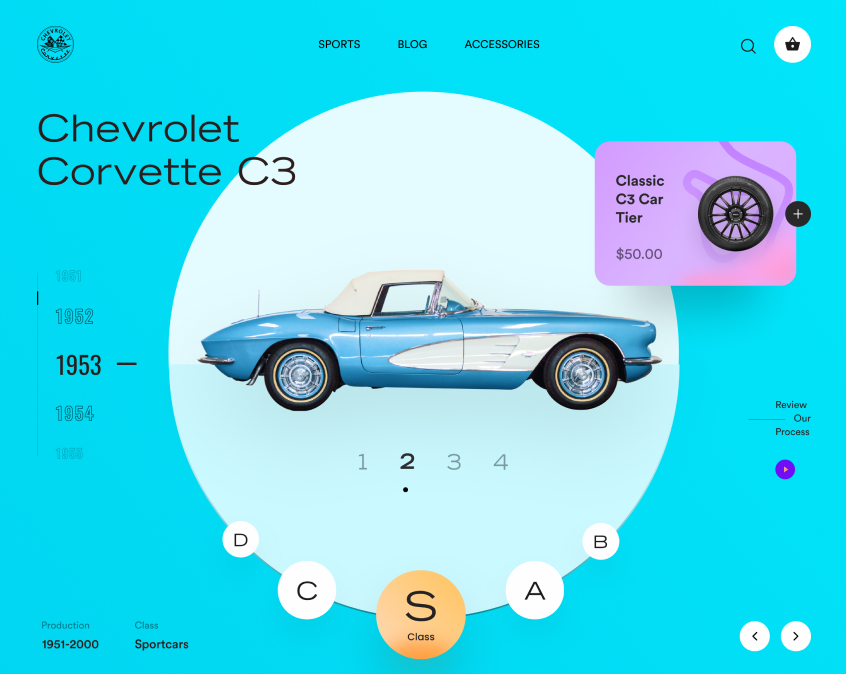 CHEVROLET
SPORTS
BLOG
ACCESSORIES
Chevrolet
Corvette C3
Classic
C3 Car
Tier
$50.00
1951
1952
1953
1954
1955
Review
Our
Process
1 2 3 4
D
C
S
Class
A
B
Production
1951-2000
Class
Sportcars